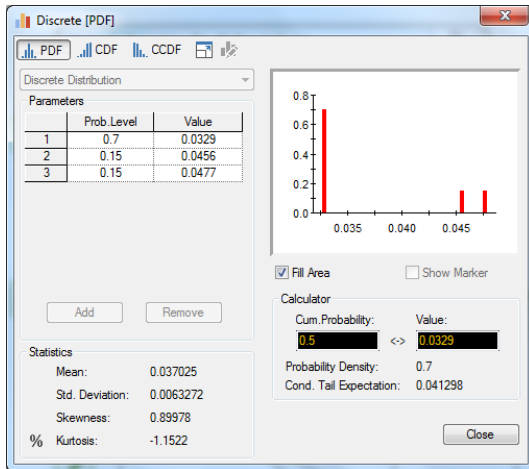 Discrete [PDF]
PDF CDF CCDF
Discrete Distribution
Parameters
Prob.Level Value
1 0.7 0.0329
2 0.15 0.0456
3 0.15 0.0477
Add Remove
Statistics
Mean: 0.037025
Std. Deviation: 0.0063272
Skewness: 0.89978
% Kurtosis: -1.1522
0.8
0.6
0.4
0.2
0.0
0.035 0.040 0.045
Fill Area Show Marker
Calculator
Cum.Probability: Value:
0.5 <-> 0.0329
Probability Density: 0.7
Cond. Tail Expectation: 0.041298
Close